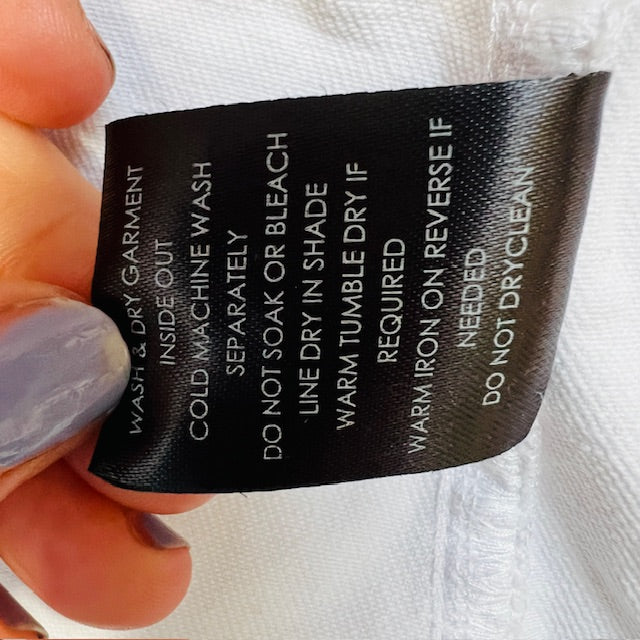 WASH & DRY GARMENT
INSIDE OUT
COLD MACHINE WASH
SEPARATELY
DO NOT SOAK OR BLEACH
LINE DRY IN SHADE
WARM TUMBLE DRY IF
REQUIRED
WARM IRON ON REVERSE IF
NEEDED
DO NOT DRYCLEAN